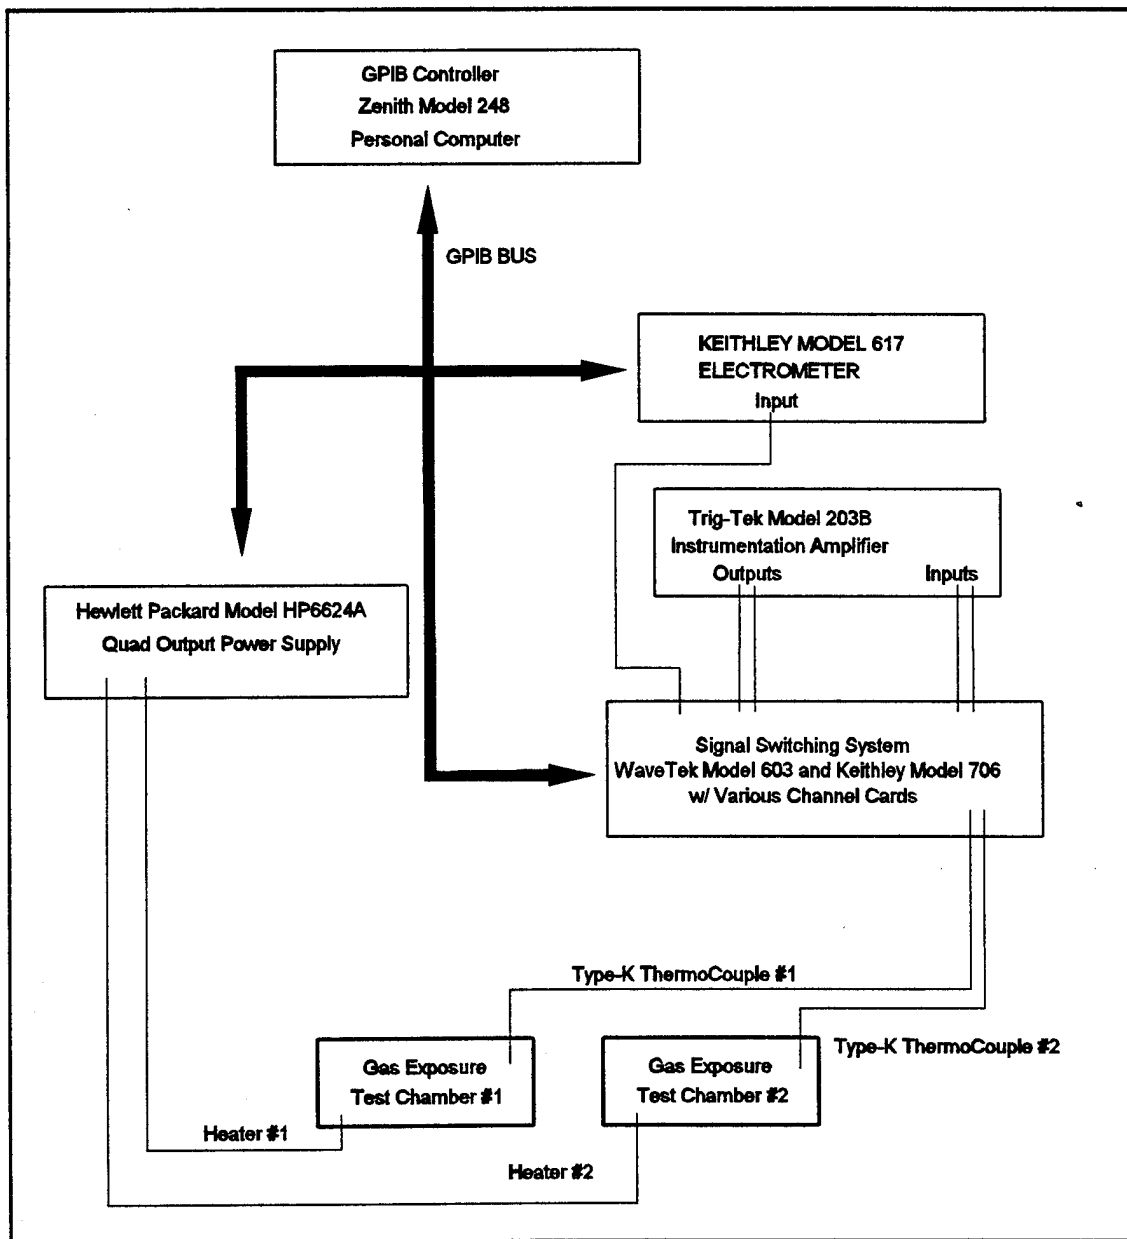 GPIB Controller
Zenith Model 248
Personal Computer
GPIB BUS
KEITHLEY MODEL 617
ELECTROMETER
Input
Trig-Tek Model 203B
Instrumentation Amplifier
Outputs Inputs
Hewlett Packard Model HP6624A
Quad Output Power Supply
Signal Switching System
WaveTek Model 603 and Keithley Model 706
w/ Various Channel Cards
Type-K ThermoCouple #1
Type-K ThermoCouple #2
Gas Exposure
Test Chamber #1
Gas Exposure
Test Chamber #2
Heater #1
Heater #2